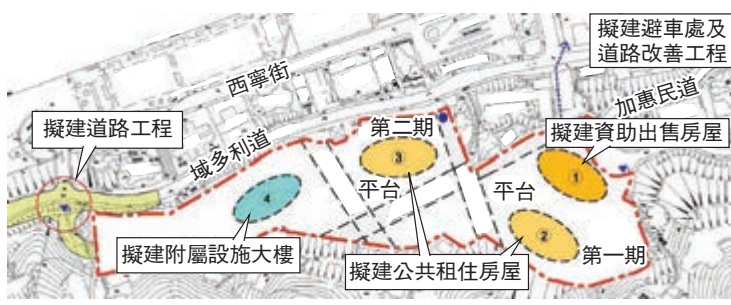 擬建避車處及
道路改善工程
西寧街
加惠民道
擬建道路工程
域多利道
第二期
擬建資助出售房屋
3
1
平台
平台
4
2
擬建附屬設施大樓
擬建公共租住房屋
第一期